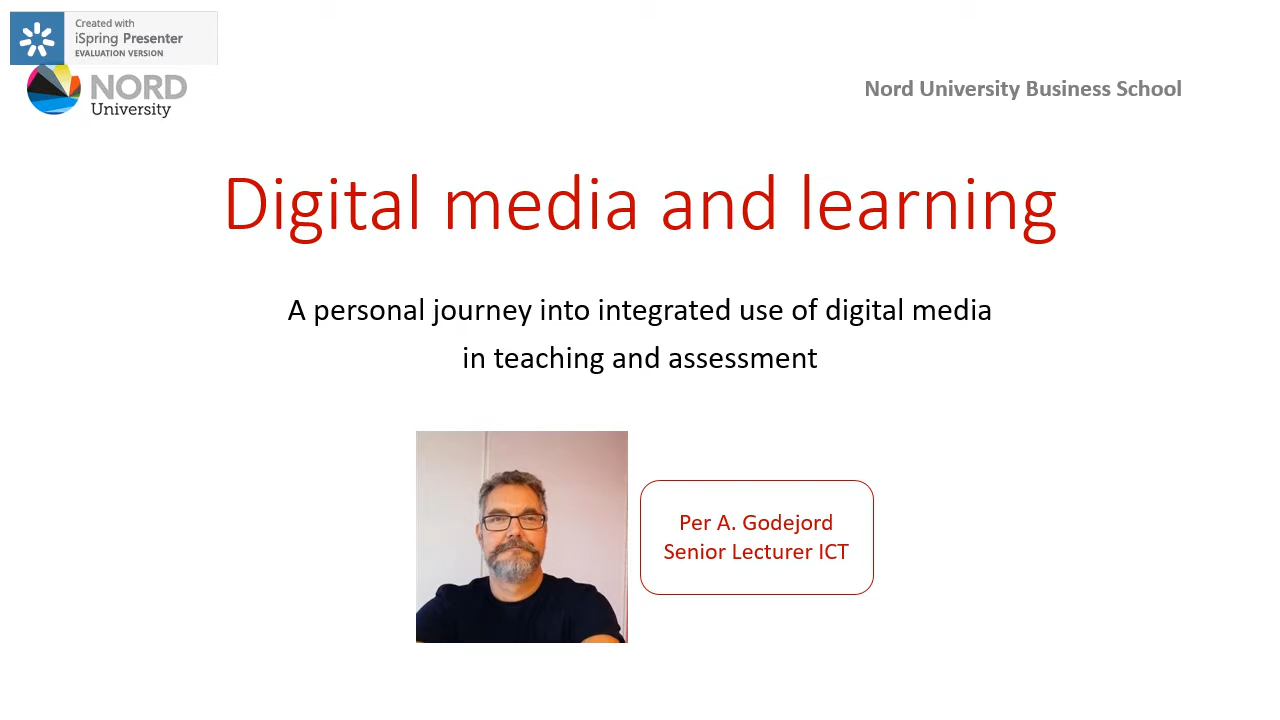 Created with
iSpring Presenter
EVALUATION VERSION
NORD
University
Nord University Business School
Digital media and learning
A personal journey into integrated use of digital media
in teaching and assessment
Per A. Godejord
Senior Lecturer ICT